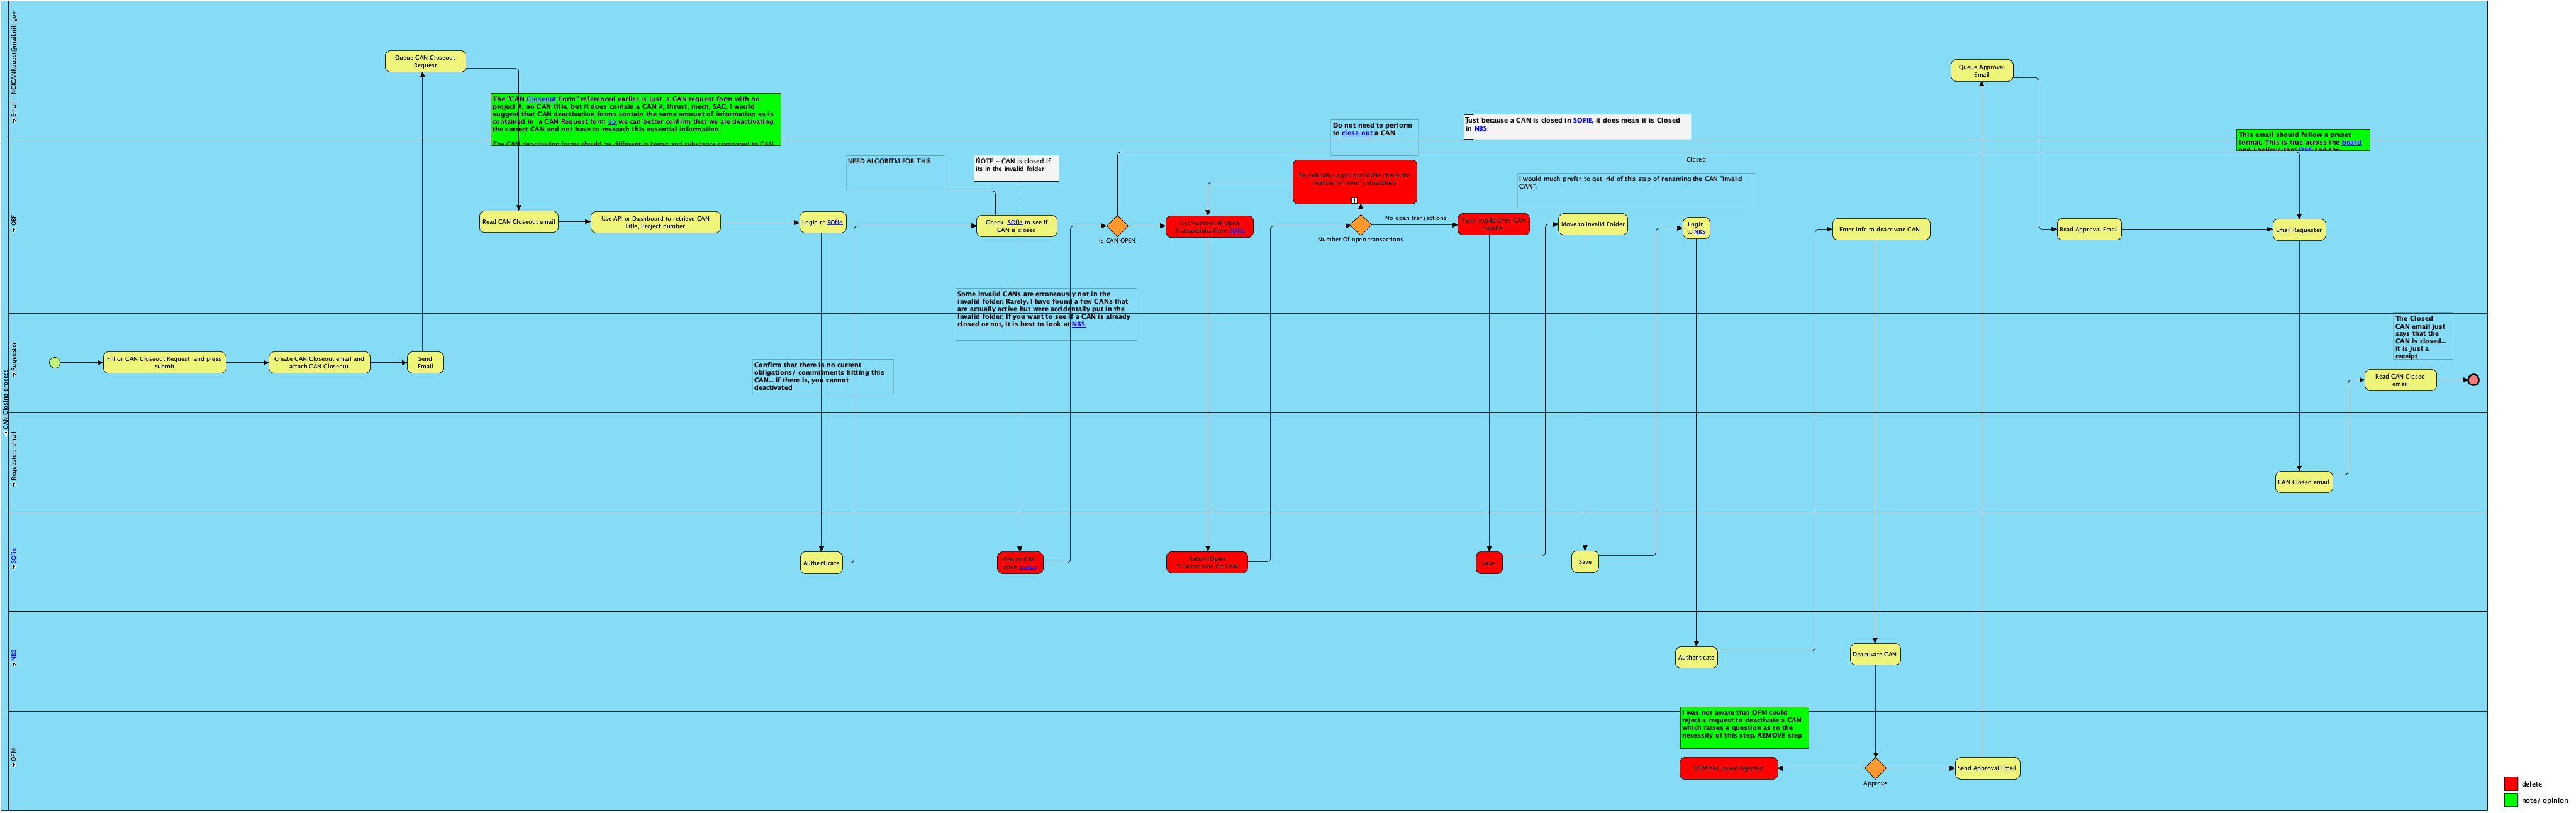 CAN Closing process
Email - NCICANReuest@mail.nih.gov
Queue CAN Closeout
Request
The "CAN Closeout Form" referenced earlier is just a CAN request form with no
project #, no CAN title, but it does contain a CAN #, thrust, mech, SAC. I would
suggest that CAN deactivation forms contain the same amount of information as is
contained in a CAN Request form so we can better confirm that we are deactivating
the correct CAN and not have to research this essential information.
The CAN deactivation forms should be different in layout and substance compared to CAN
Do not need to perform
to close out a CAN
Just because a CAN is closed in SOFIE, it does mean it is Closed
in NBS
Queue Approval
Email
This email should follow a preset
format. This is true across the board
and I believe that OBF and the
OBF
NEED ALGORITM FOR THIS
NOTE - CAN is closed if
its in the invalid folder
Closed
Periodically Login into SOFie check the
number of open transactions
I would much prefer to get rid of this step of renaming the CAN "Invalid
CAN".
Read CAN Closeout email
Use API or Dashboard to retrieve CAN
Title, Project number
Login to SOfie
Check SOfie to see if
CAN is closed
Is CAN OPEN
Get Number of Open
Transactions from SOfie
Number Of open transactions
No open transactions
Type invalid after CAN
number
Move to Invalid Folder
Login
to NBS
Enter info to deactivate CAN,
Read Approval Email
Email Requester
Some invalid CANs are erroneously not in the
invalid folder. Rarely, I have found a few CANs that
are actually active but were accidentally put in the
Invalid folder. If you want to see if a CAN is already
closed or not, it is best to look at NBS
Requester
Fill or CAN Closeout Request and press
submit
Create CAN Closeout email and
attach CAN Closeout
Send
Email
Confirm that there is no current
obligations/ commitments hitting this
CAN... if there is, you cannot
deactivated
The Closed
CAN email just
says that the
CAN is closed...
it is just a
receipt
Read CAN Closed
email
Requesters email
CAN Closed email
SOfie
Authenticate
Return CAN
open status
Return Open
Transactions for CAN
Save
Save
NBS
Authenticate
Deactivate CAN
OFM
I was not aware that OFM could
reject a request to deactivate a CAN
which raises a question as to the
necessity of this step. REMOVE step
OFM has never Rejected
Approve
Send Approval Email
delete
note/ opinion